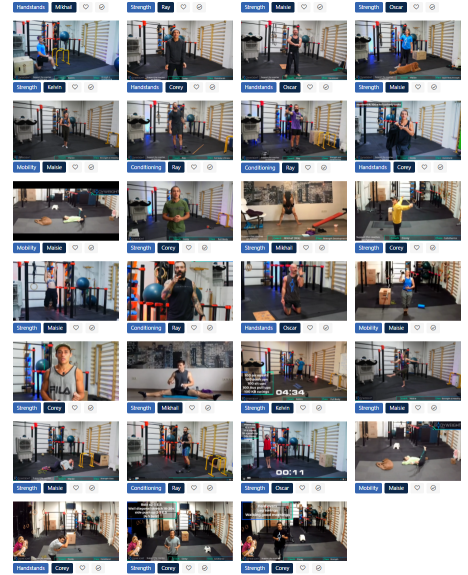 Handstands Mikhail
Strength Ray
Strength Maisie
Strength Oscar
Strength Kelvin
Handstands Corey
Handstands Oscar
Strength Maisie
Mobility Maisie
Conditioning Ray
Conditioning Ray
Handstands Corey
Mobility Maisie
Strength Corey
Strength Mikhail
Strength Corey
Strength Maisie
Conditioning Ray
Handstands Oscar
Mobility Maisie
04:34
Strength Corey
Strength Mikhail
Strength Kelvin
Strength Maisie
00:11
Strength Maisie
Conditioning Ray
Strength Oscar
Mobility Maisie
Handstands Corey
Strength Corey
Strength Corey